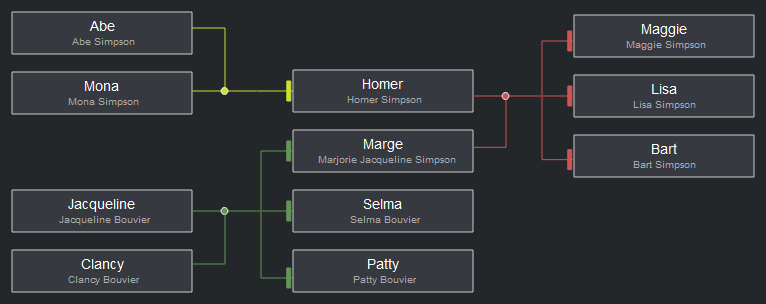 Abe
Abe Simpson
Mona
Mona Simpson
Jacqueline
Jacqueline Bouvier
Clancy
Clancy Bouvier
Homer
Homer Simpson
Marge
Marjorie Jacqueline Simpson
Selma
Selma Bouvier
Patty
Patty Bouvier
Maggie
Maggie Simpson
Lisa
Lisa Simpson
Bart
Bart Simpson